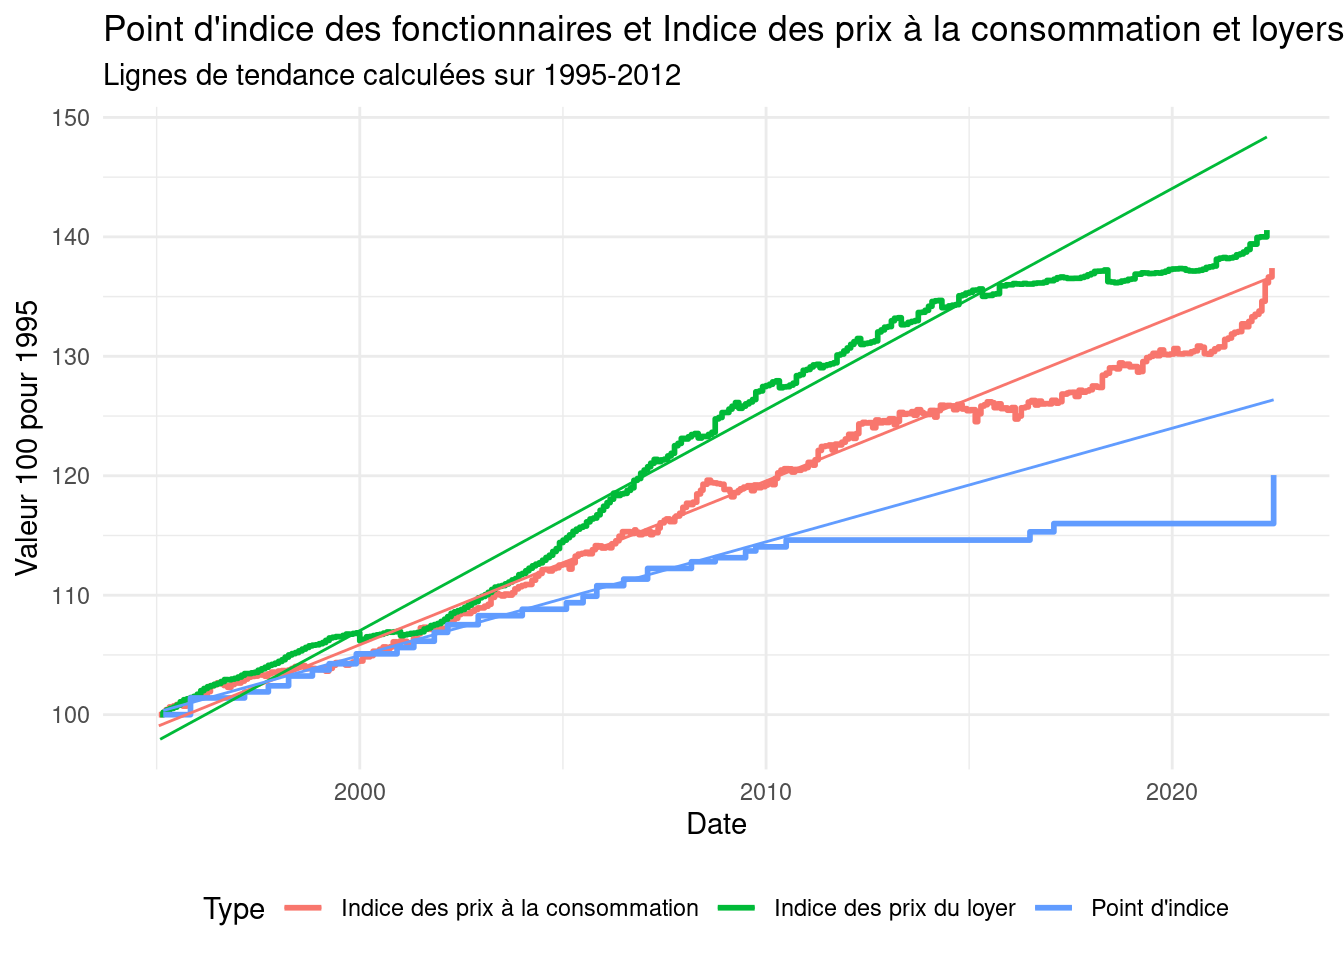 Point d'indice des fonctionnaires et Indice des prix à la consommation et loyers
Lignes de tendance calculées sur 1995-2012
Valeur 100 pour 1995
150
140
130
120
110
100
2000
2010
2020
Date
Type
Indice des prix à la consommation
Indice des prix du loyer
Point d'indice